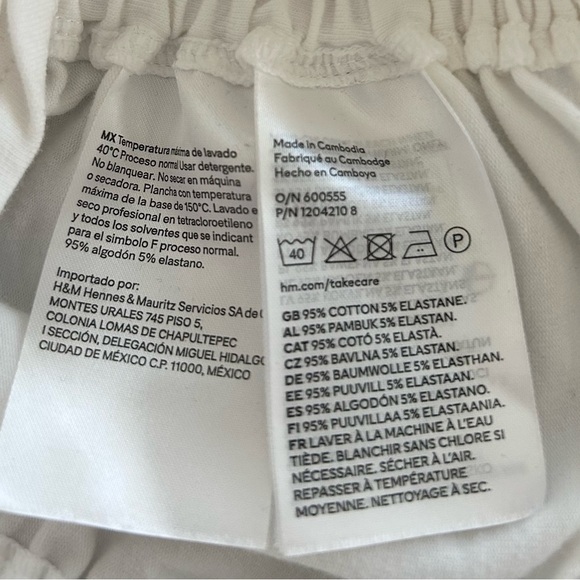 MX Temperatura máxima de lavado
40°C Proceso normal Usar detergente.
No blanquear. No secar en máquina
o secadora. Plancha con temperatura
máxima de la base de 150°C. Lavado e
seco profesional en tetracloroetileno
y todos los solventes que se indicant
para el simbolo F proceso normal.
95% algodón 5% elastano.
Importado por:
H&M Hennes & Mauritz Servicios SA de
MONTES URALES 745 PISO 5,
COLONIA LOMAS DE CHAPULTEPEC
I SECCIÓN, DELEGACIÓN MIGUEL HIDALG
CIUDAD DE MÉXICO C.P. 11000, MÉXICO
Made in Cambodia
Fabriqué au Cambodge
Hecho en Camboya
O/N 600555
P/N 1204210 8
40 P
hm.com/takecare
GB 95% COTTON 5% ELASTANE.
AL 95% PAMBUK 5% ELASTAN.
CAT 95% COTÓ 5% ELASTÀ.
CZ 95% BAVLNA 5% ELASTAN.
DE 95% BAUMWOLLE 5% ELASTHAN.
EE 95% PUUVILL 5% ELASTAAN.
ES 95% ALGODÓN 5% ELASTANO.
FI 95% PUUVILLAA 5% ELASTAANIA.
FR LAVER À LA MACHINE À L'EAU
TIÈDE. BLANCHIR SANS CHLORE SI
NÉCESSAIRE. SÉCHER À L'AIR.
REPASSER À TEMPÉRATURE
MOYENNE. NETTOYAGE À SEC.